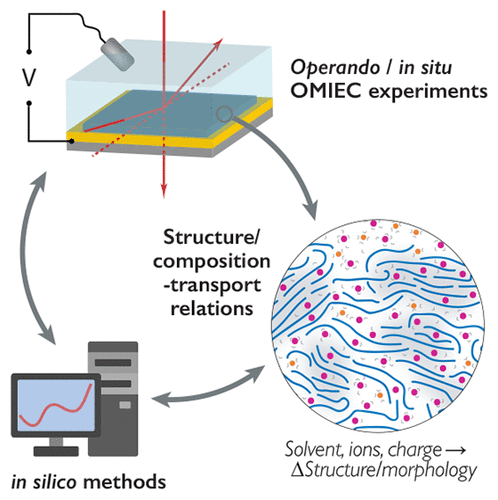 V
Operando / in situ
OMIEC experiments
Structure/
composition
-transport
relations
in silico methods
Solvent, ions, charge →
ΔStructure/morphology